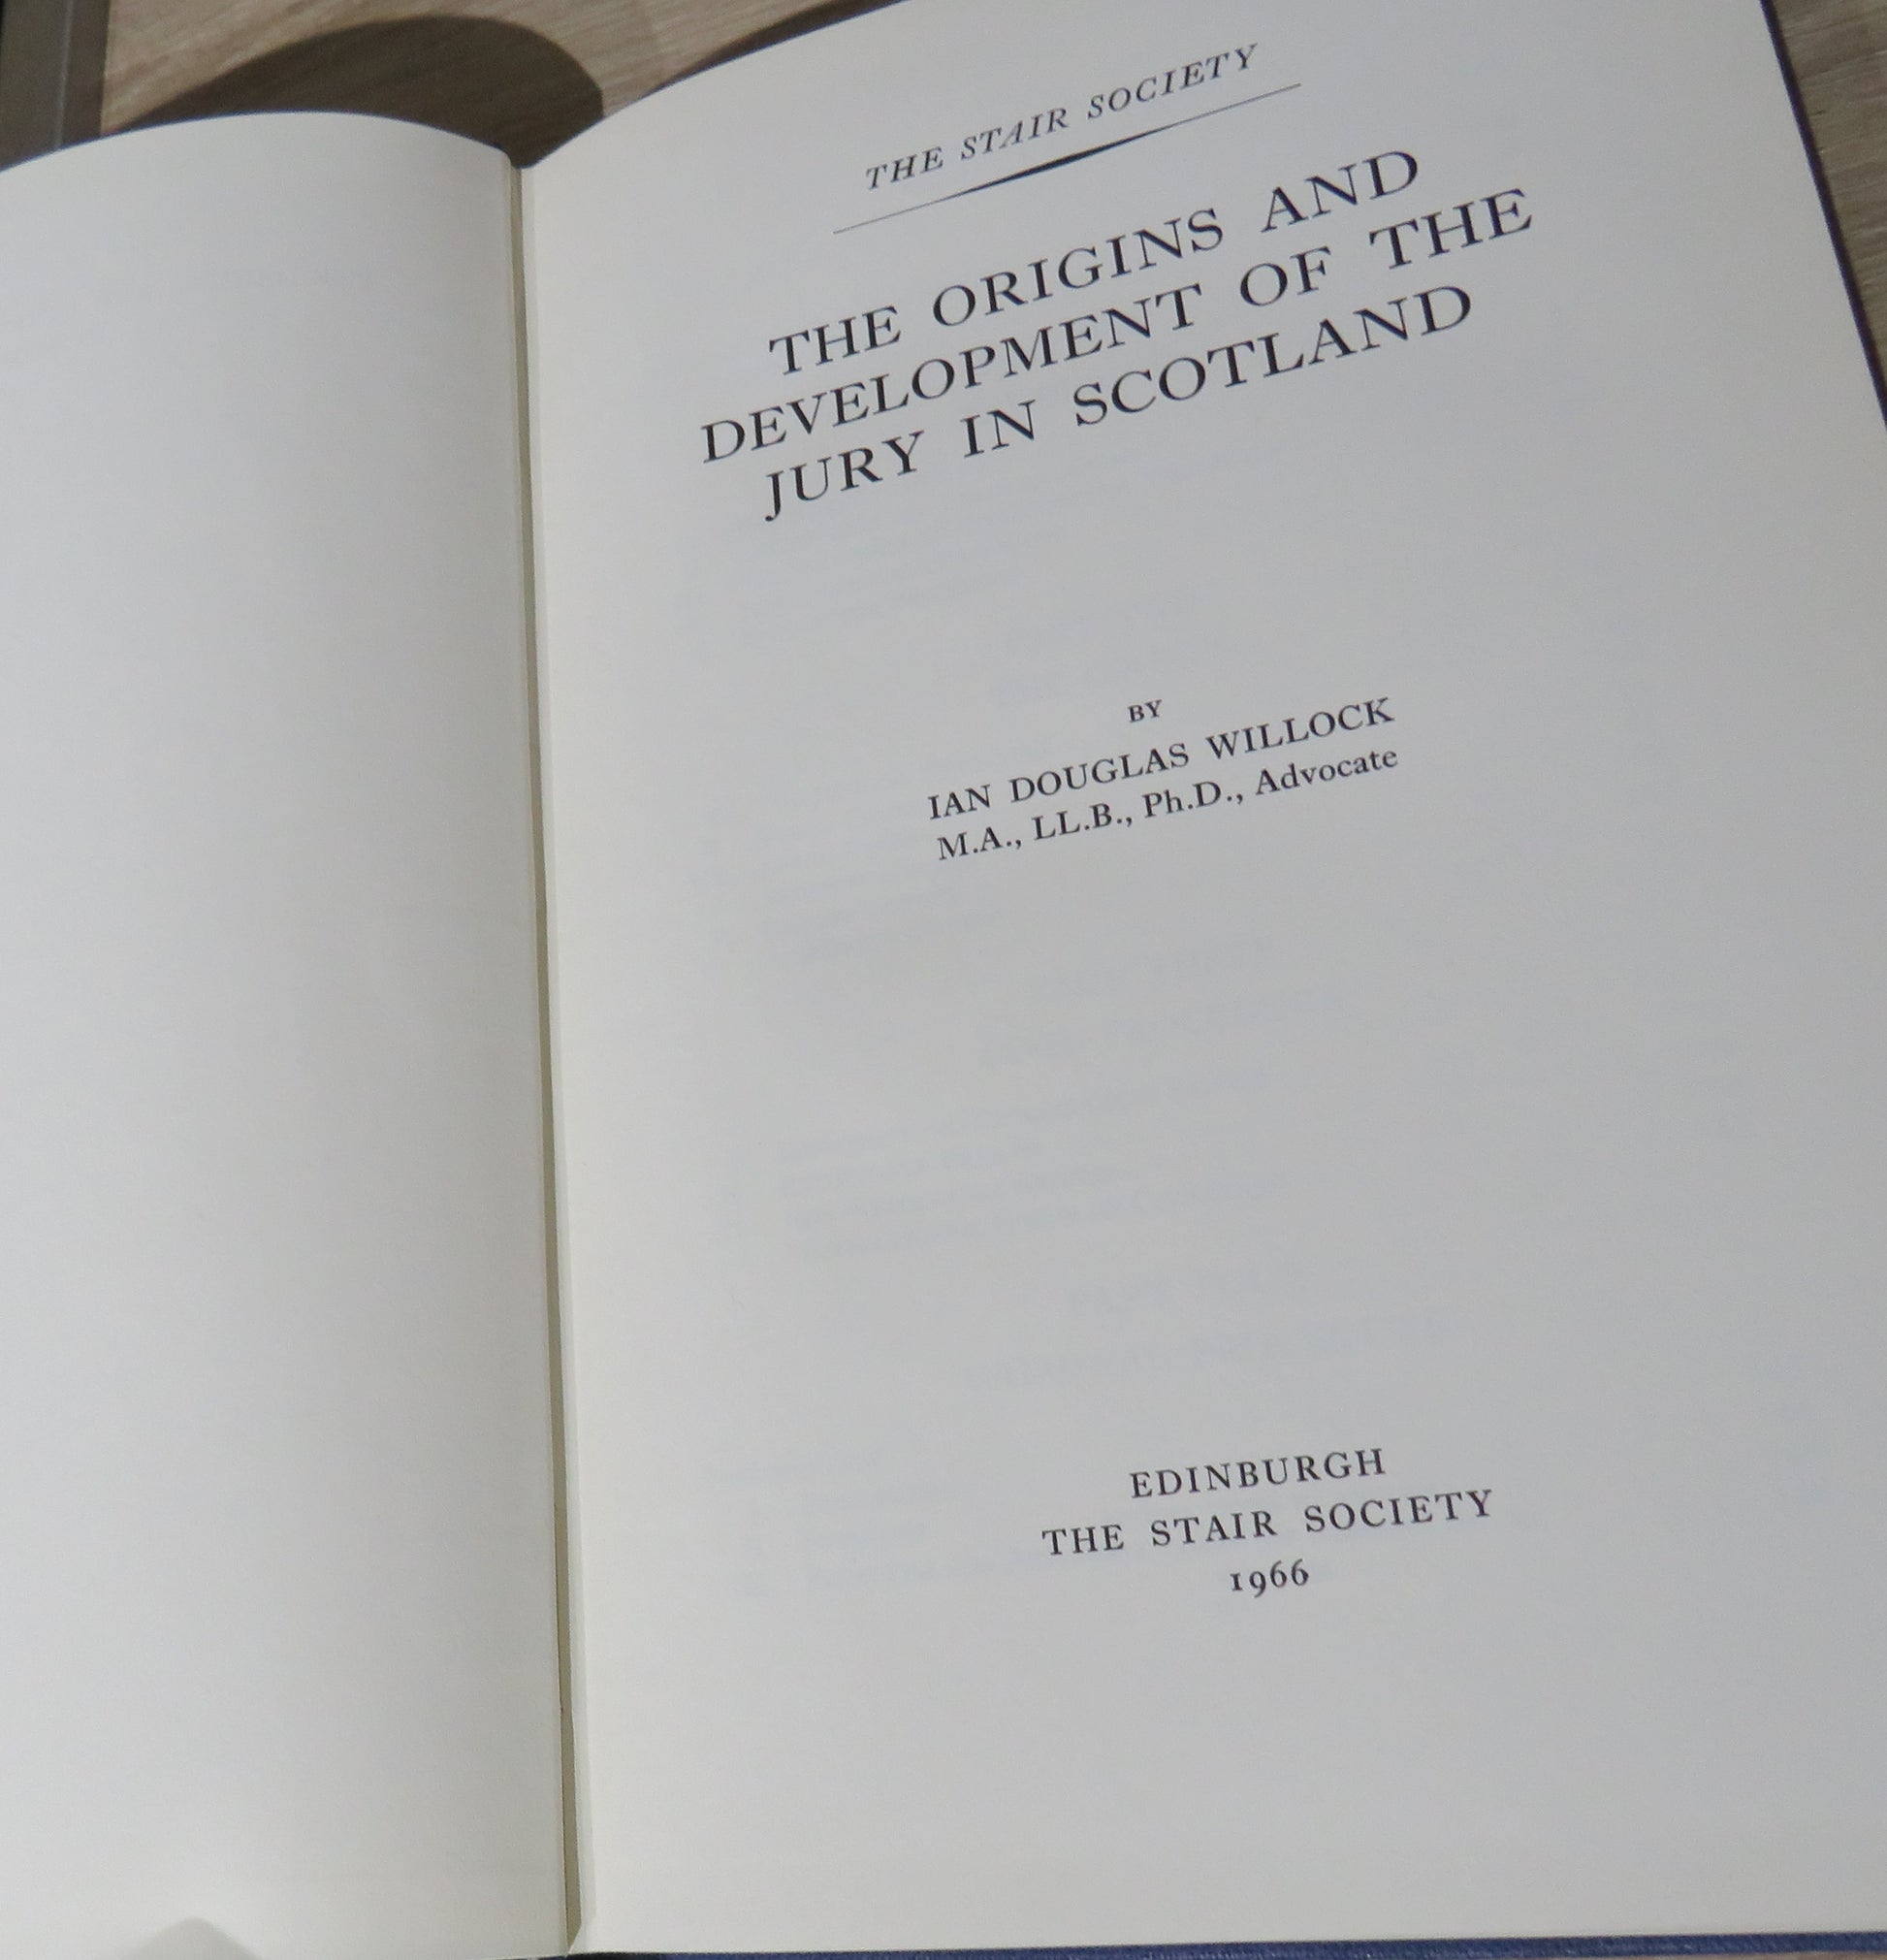 THE STAIR SOCIETY
THE ORIGINS AND
DEVELOPMENT OF THE
JURY IN SCOTLAND
BY
IAN DOUGLAS WILLOCK
M.A., LL.B., Ph.D., Advocate
EDINBURGH
THE STAIR SOCIETY
1966